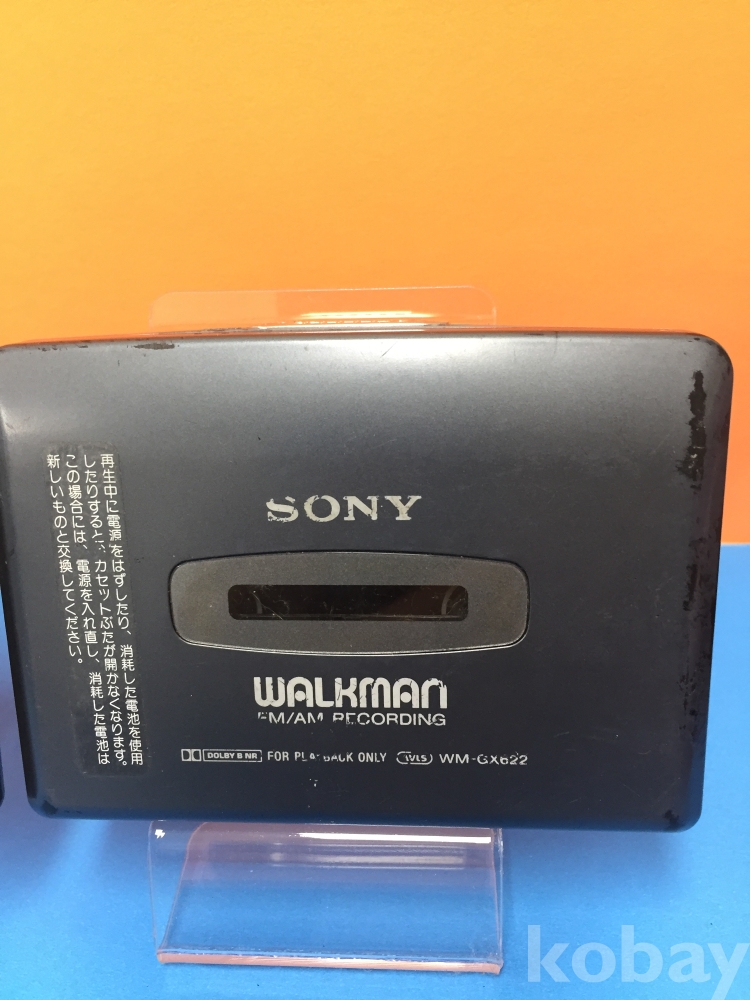 再生中に電源をはずしたり、消耗した電池を使用
したりすると、カセットぶたが開かなくなります。
この場合には、電源を入れ直し、消耗した電池は
新しいものと交換してください。
SONY
WALKMAN
FM/AM RECORDING
DOLBY B NR FOR PLAYBACK ONLY TVLS WM-GX622
kobay